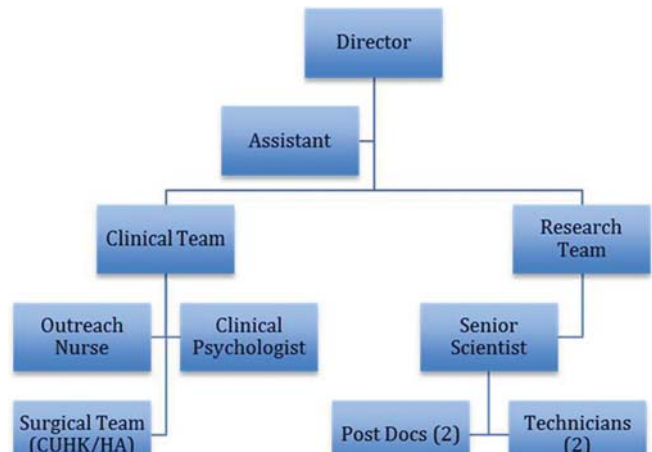 Director
Assistant
Clinical Team
Research
Team
Outreach
Nurse
Clinical
Psychologist
Senior
Scientist
Surgical Team
(CUHK/HA)
Post Docs (2)
Technicians
(2)